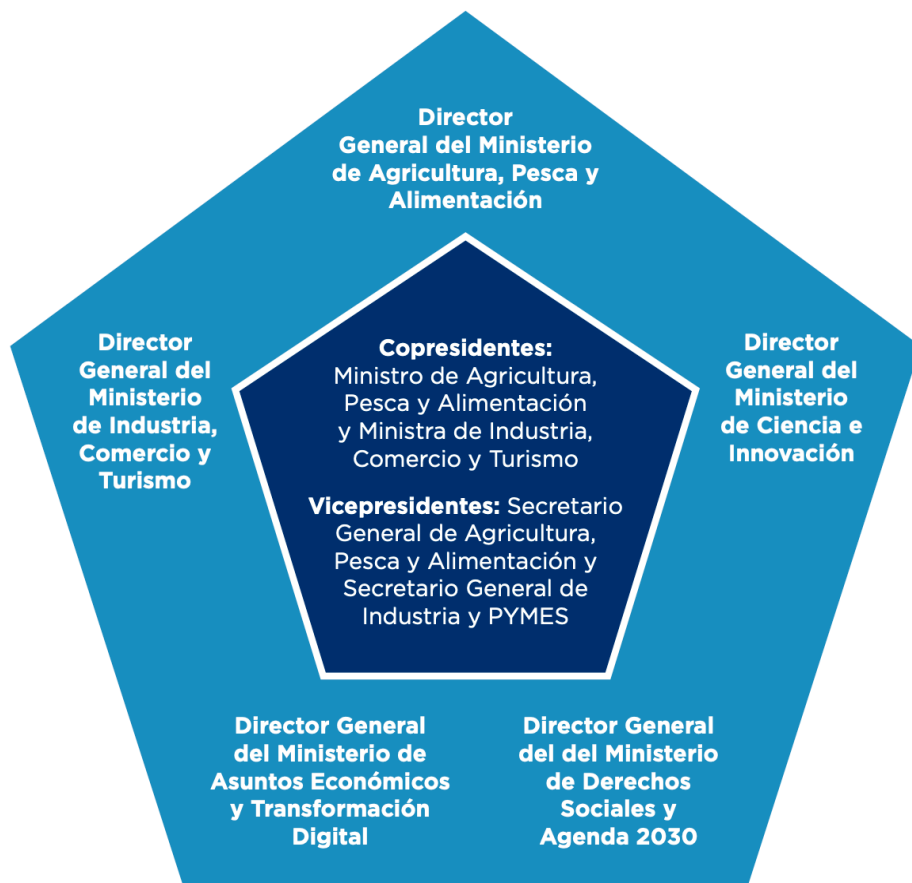 Director
General del Ministerio
de Agricultura, Pesca y
Alimentación
Director
General del
Ministerio
de Industria,
Comercio y
Turismo
Copresidentes:
Ministro de Agricultura,
Pesca y Alimentación
y Ministra de Industria,
Comercio y Turismo
Vicepresidentes: Secretario
General de Agricultura,
Pesca y Alimentación y
Secretario General de
Industria y PYMES
Director
General del
Ministerio
de Ciencia e
Innovación
Director General
del Ministerio de
Asuntos Económicos
y Transformación
Digital
Director General
del del Ministerio
de Derechos
Sociales y
Agenda 2030